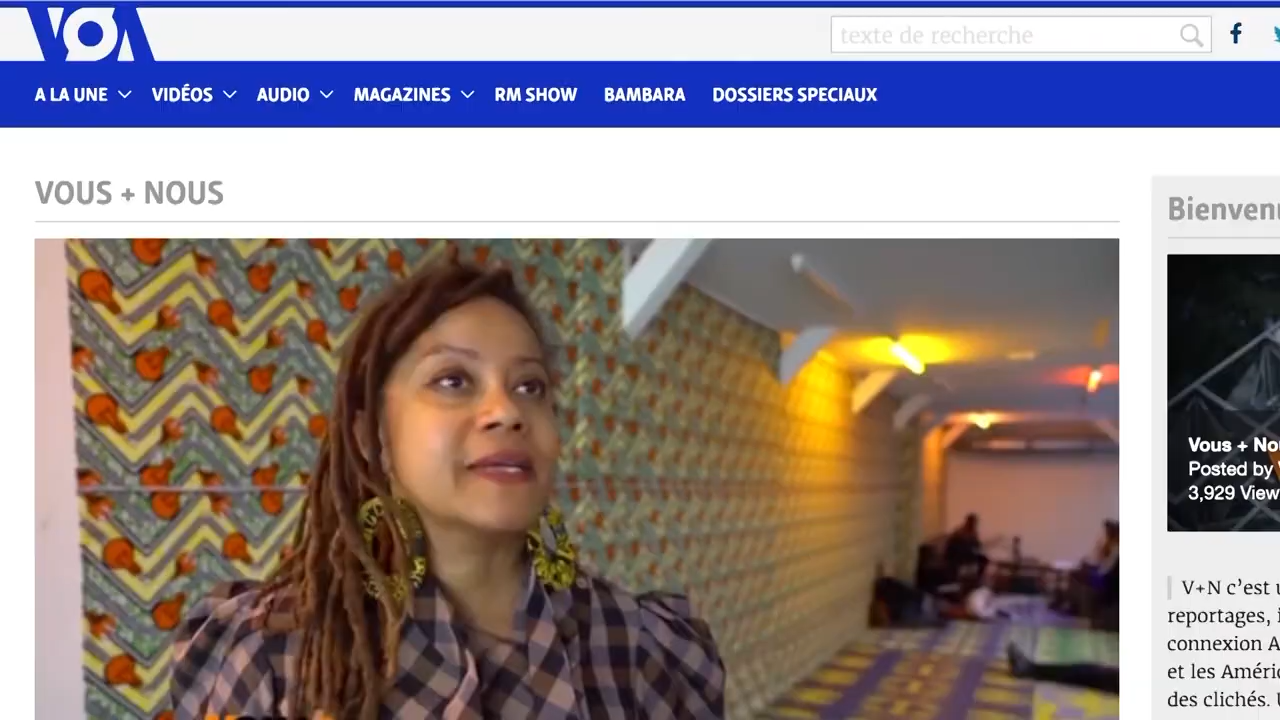 VOA
texte de recherche
A LA UNE
VIDÉOS
AUDIO
MAGAZINES
RM SHOW
BAMBARA
DOSSIERS SPECIAUX
VOUS + NOUS
Bienven
Vous + No
Posted by
3,929 View
V+N c'est
reportages,
connexion A
et les Améri
des clichés.